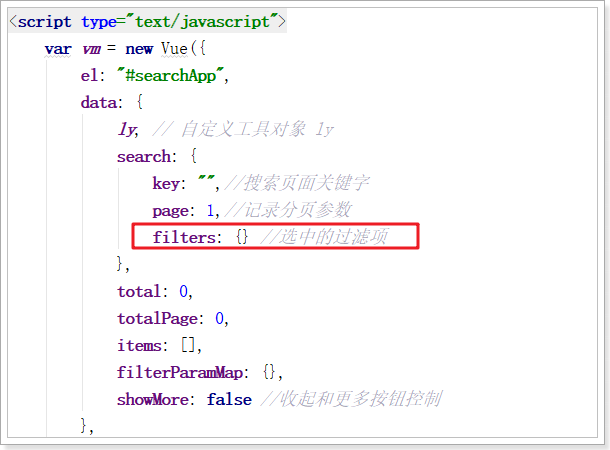 <script type="text/javascript">
var vm = new Vue({
el: "#searchApp",
data: {
ly, // 自定义工具对象 ly
search: {
key: "",//搜索页面关键字
page: 1,//记录分页参数
filters: {} //选中的过滤项
},
total: 0,
totalPage: 0,
items: [],
filterParamMap: {},
showMore: false //收起和更多按钮控制
},